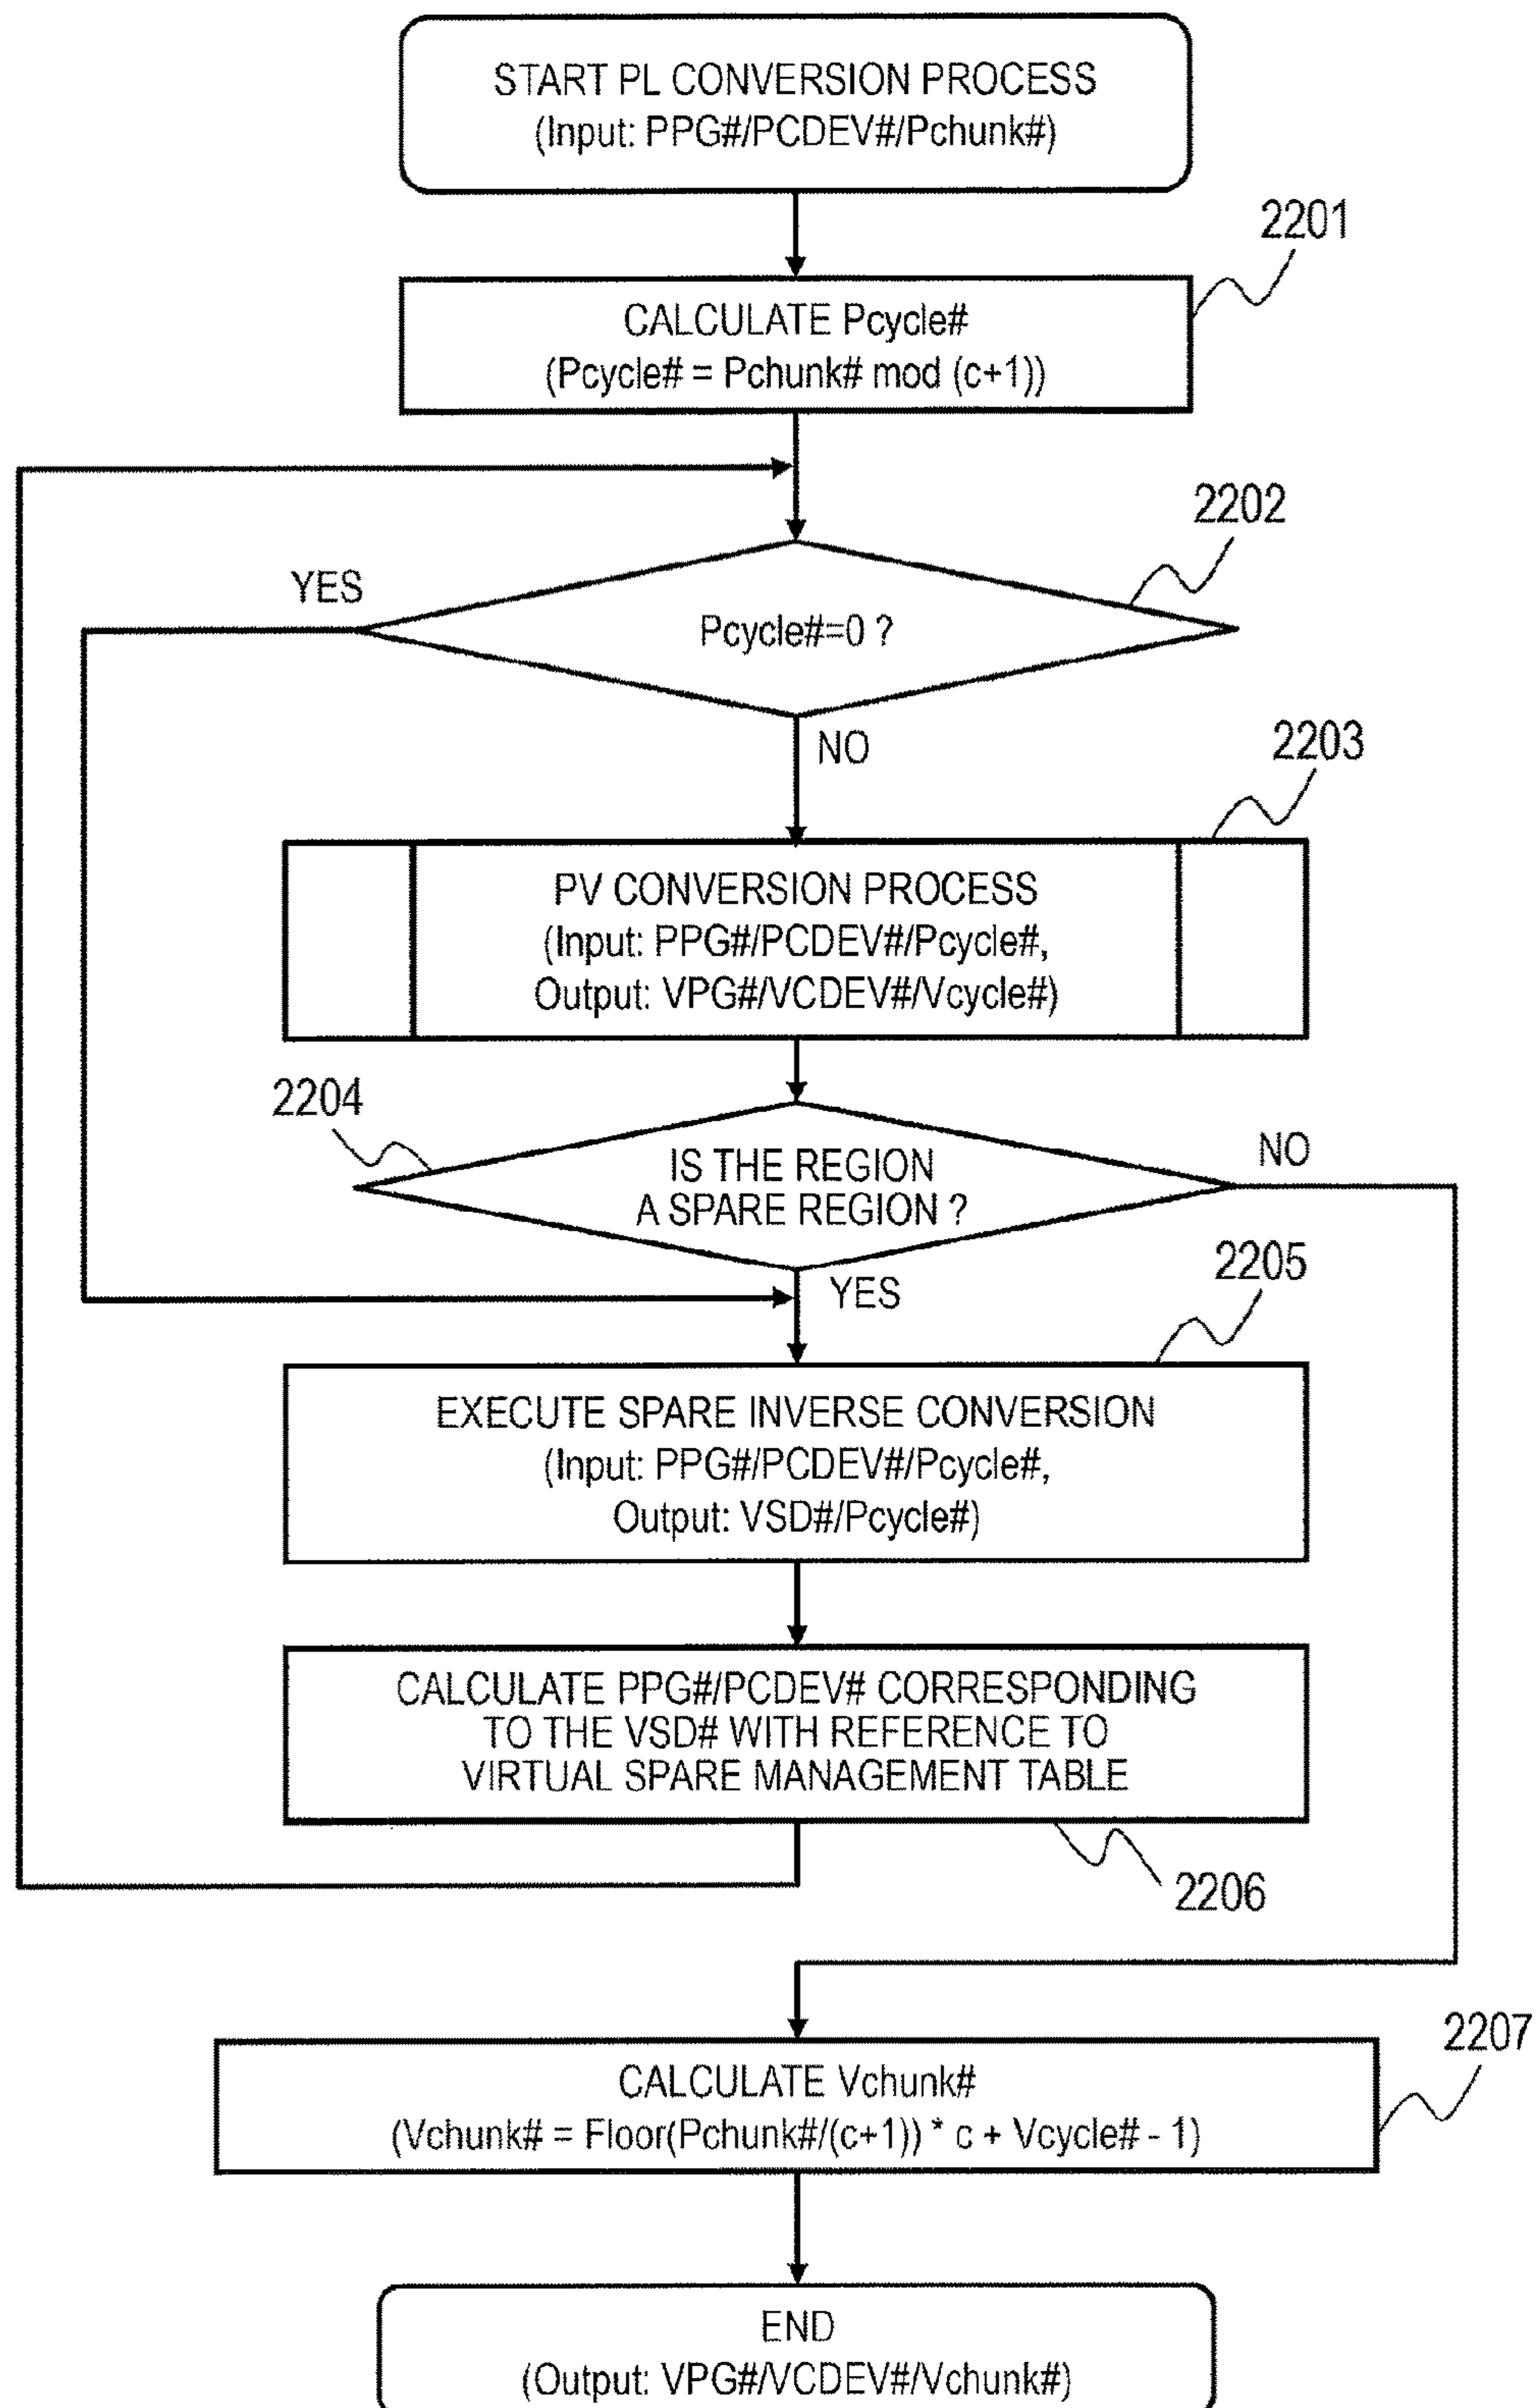 START PL CONVERSION PROCESS
(Input: PPG#/PCDEV#/Pchunk#)
2201
CALCULATE Pcycle#
(Pcycle# = Pchunk# mod (c+1))
2202
YES
Pcycle#=0 ?
NO
2203
PV CONVERSION PROCESS
(Input: PPG#/PCDEV#/Pcycle#,
Output: VPG#/VCDEV#/Vcycle#)
2204
NO
IS THE REGION
A SPARE REGION ?
2205
YES
EXECUTE SPARE INVERSE CONVERSION
(Input: PPG#/PCDEV#/Pcycle#,
Output: VSD#/Pcycle#)
CALCULATE PPG#/PCDEV# CORRESPONDING
TO THE VSD# WITH REFERENCE TO
VIRTUAL SPARE MANAGEMENT TABLE
2206
2207
CALCULATE Vchunk#
(Vchunk# = Floor(Pchunk#/(c+1)) * c + Vcycle# - 1)
END
(Output: VPG#/VCDEV#/Vchunk#)